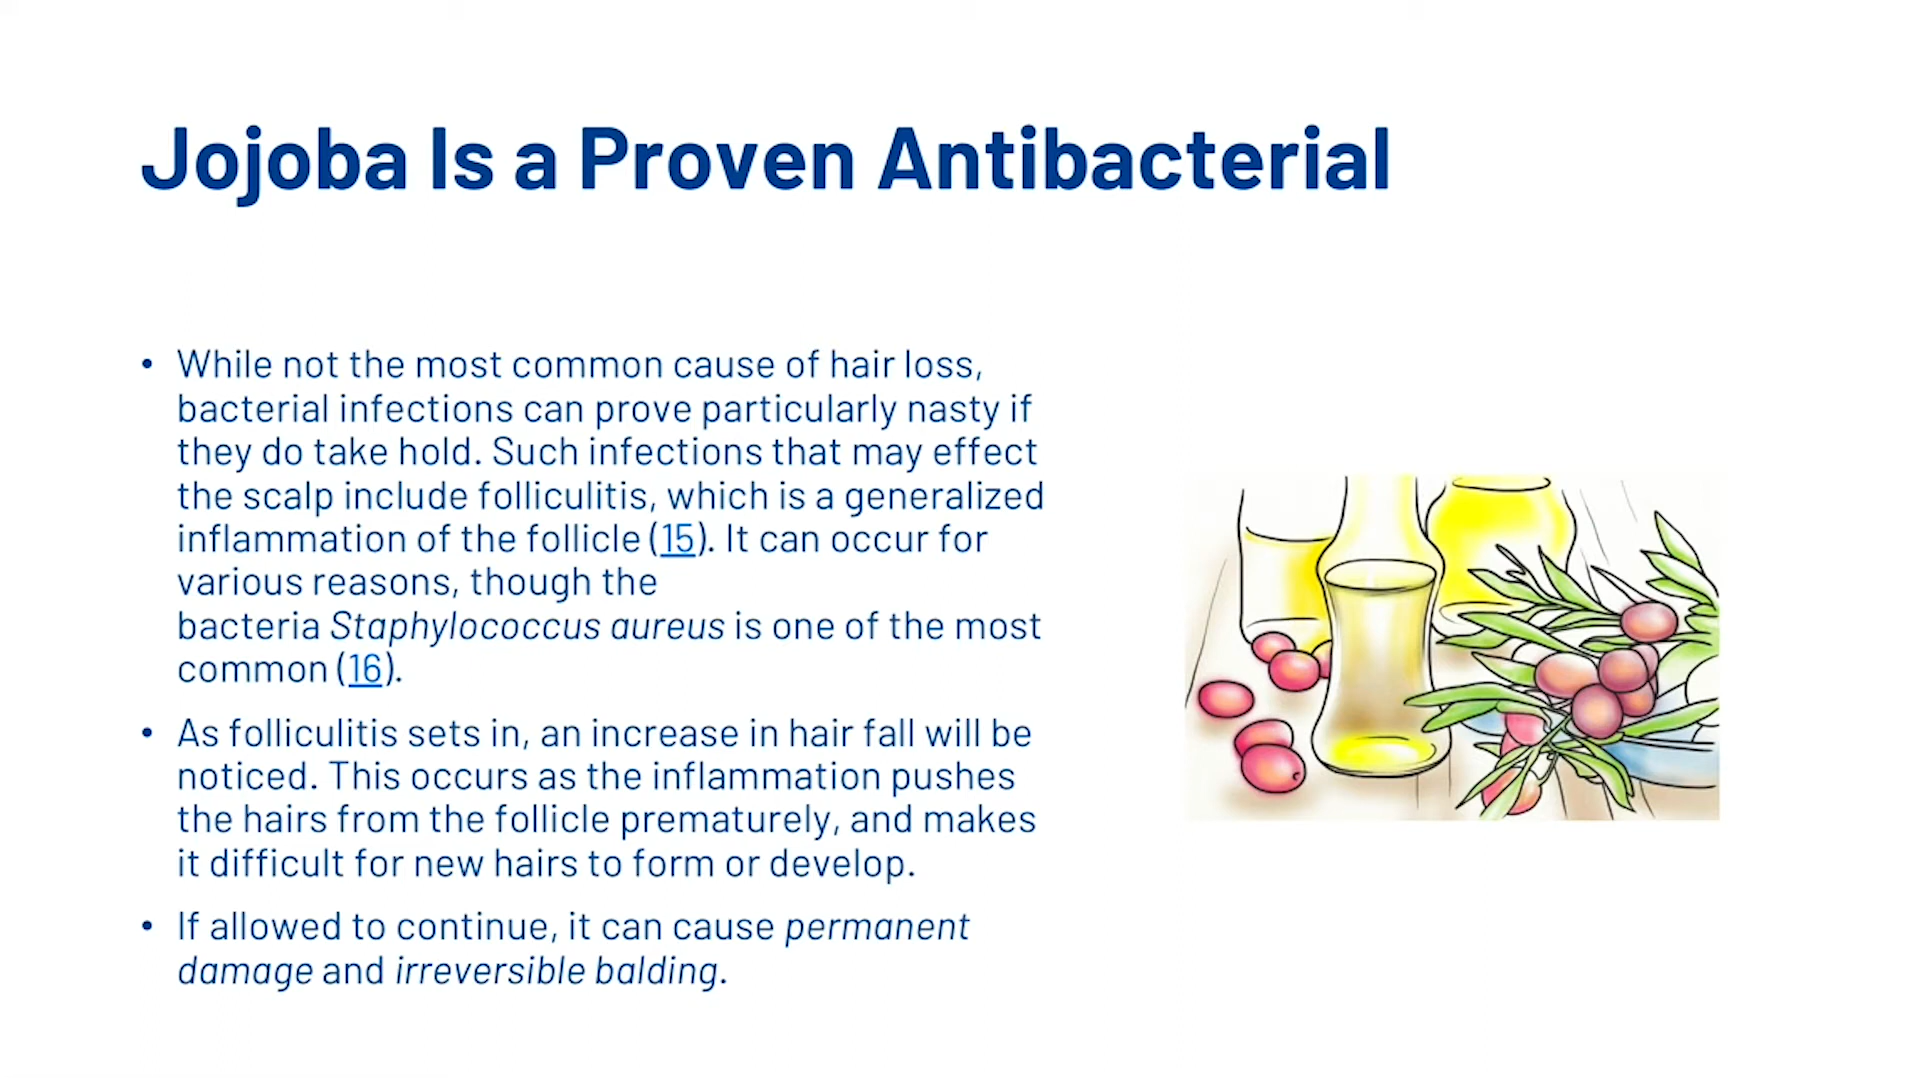 Jojoba Is a Proven Antibacterial
• While not the most common cause of hair loss,
bacterial infections can prove particularly nasty if
they do take hold. Such infections that may effect
the scalp include folliculitis, which is a generalized
inflammation of the follicle (15). It can occur for
various reasons, though the
bacteria Staphylococcus aureus is one of the most
common (16).
• As folliculitis sets in, an increase in hair fall will be
noticed. This occurs as the inflammation pushes
the hairs from the follicle prematurely, and makes
it difficult for new hairs to form or develop.
• If allowed to continue, it can cause permanent
damage and irreversible balding.